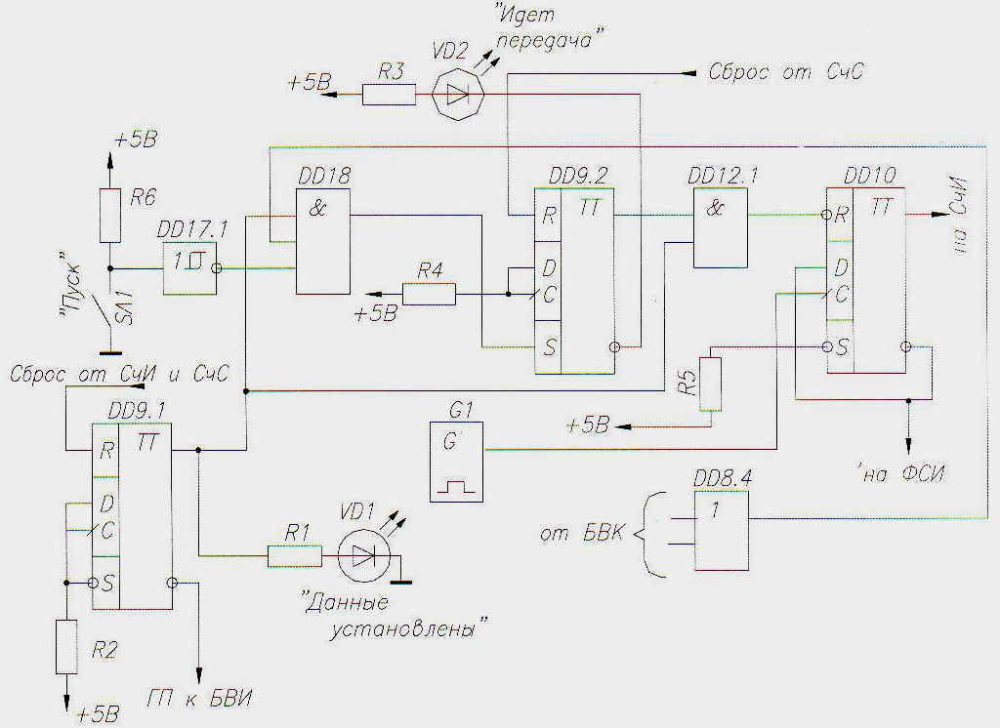 "Идет
передача"
VD2
R3
+5В
Сброс от СчС
+5В
R6
DD18
&
DD9.2
R
TT
D
C
S
DD12.1
&
DD10
R
TT
D
C
S
на СчИ
DD17.1
1
"Пуск"
SA1
R4
+5В
R5
+5В
Сброс от СчИ и СчС
DD9.1
R
TT
D
C
S
G1
G
'на ФСИ
DD8.4
1
от БВК
VD1
R1
"Данные
установлены"
R2
+5В
ГП к БВИ